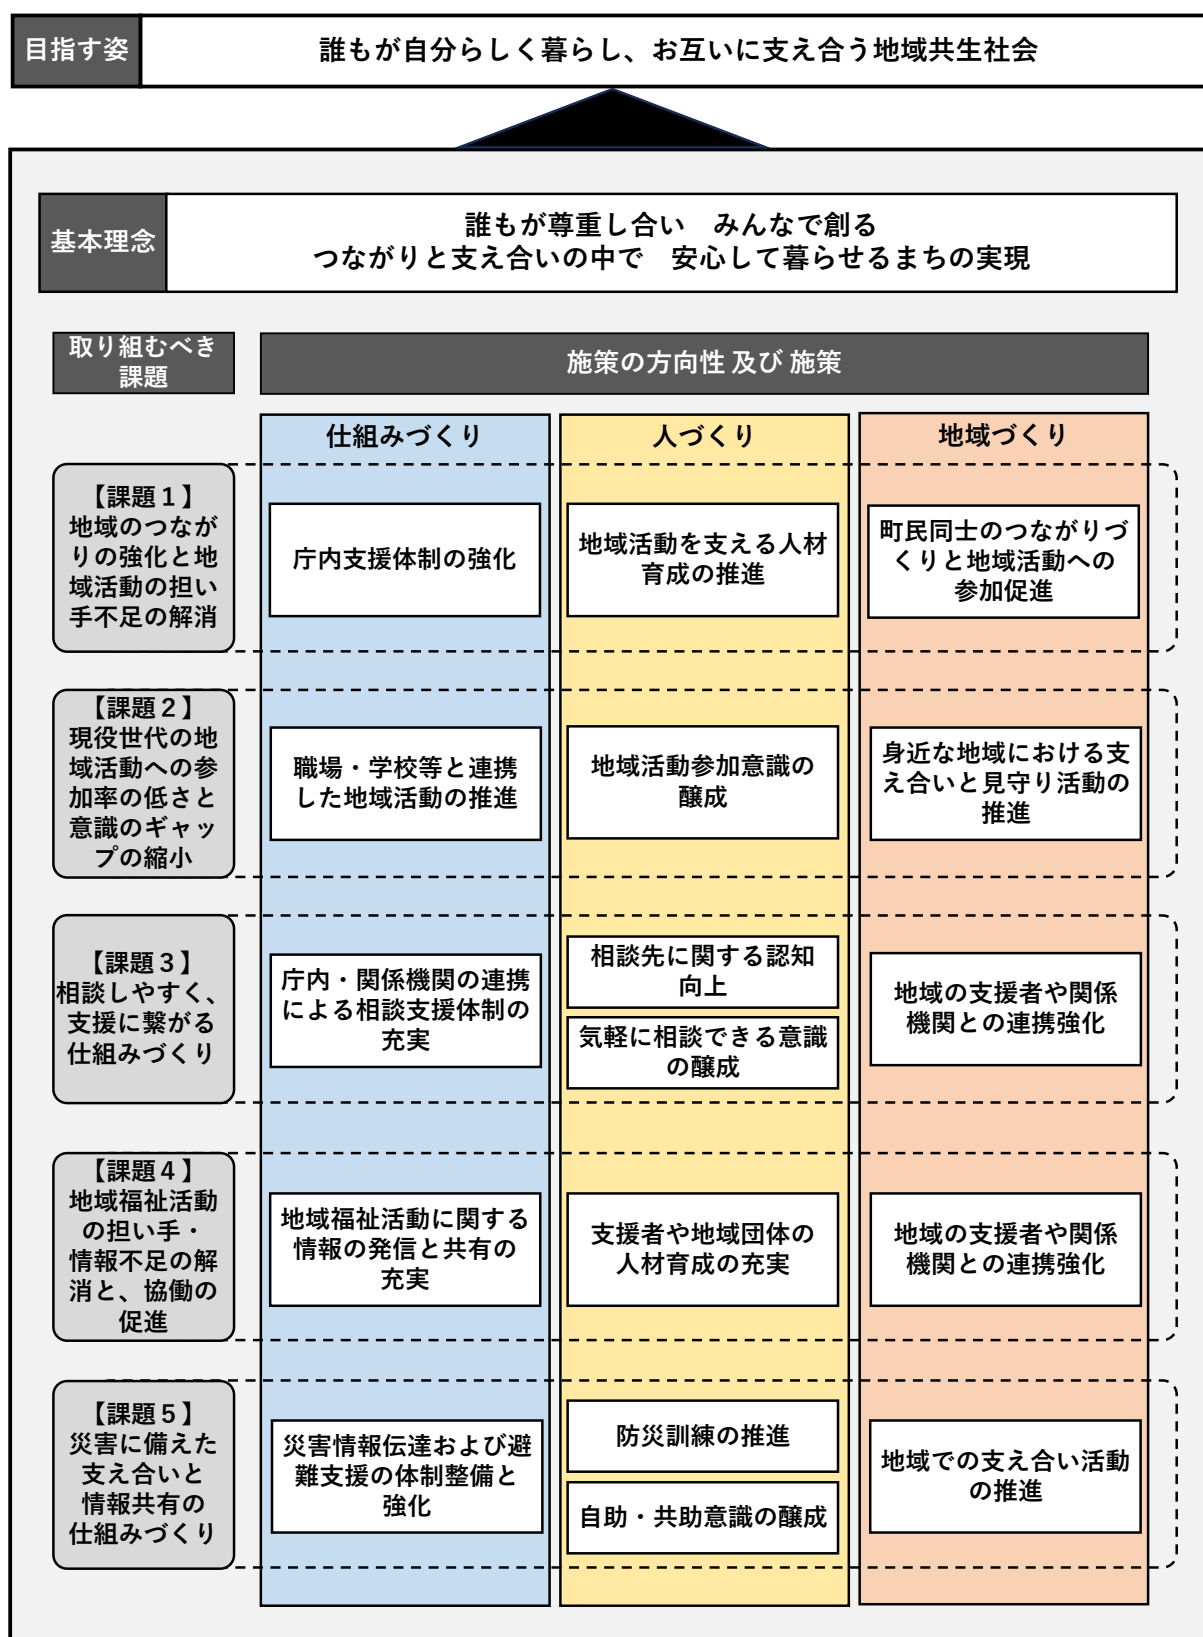 目指す姿
誰もが自分らしく暮らし、お互いに支え合う地域共生社会
基本理念
誰もが尊重し合い　みんなで創る
つながりと支え合いの中で　安心して暮らせるまちの実現
取り組むべき
課題
施策の方向性 及び 施策
仕組みづくり
人づくり
地域づくり
【課題１】
地域のつなが
りの強化と地
域活動の担い
手不足の解消
庁内支援体制の強化
地域活動を支える人材
育成の推進
町民同士のつながりづ
くりと地域活動への
参加促進
【課題２】
現役世代の地
域活動への参
加率の低さと
意識のギャッ
プの縮小
職場・学校等と連携
した地域活動の推進
地域活動参加意識の
醸成
身近な地域における支
え合いと見守り活動の
推進
【課題３】
相談しやすく、
支援に繋がる
仕組みづくり
庁内・関係機関の連携
による相談支援体制の
充実
相談先に関する認知
向上
気軽に相談できる意識
の醸成
地域の支援者や関係
機関との連携強化
【課題４】
地域福祉活動
の担い手・
情報不足の解
消と、協働の
促進
地域福祉活動に関する
情報の発信と共有の
充実
支援者や地域団体の
人材育成の充実
地域の支援者や関係
機関との連携強化
【課題５】
災害に備えた
支え合いと
情報共有の
仕組みづくり
災害情報伝達および避
難支援の体制整備と
強化
防災訓練の推進
自助・共助意識の醸成
地域での支え合い活動
の推進